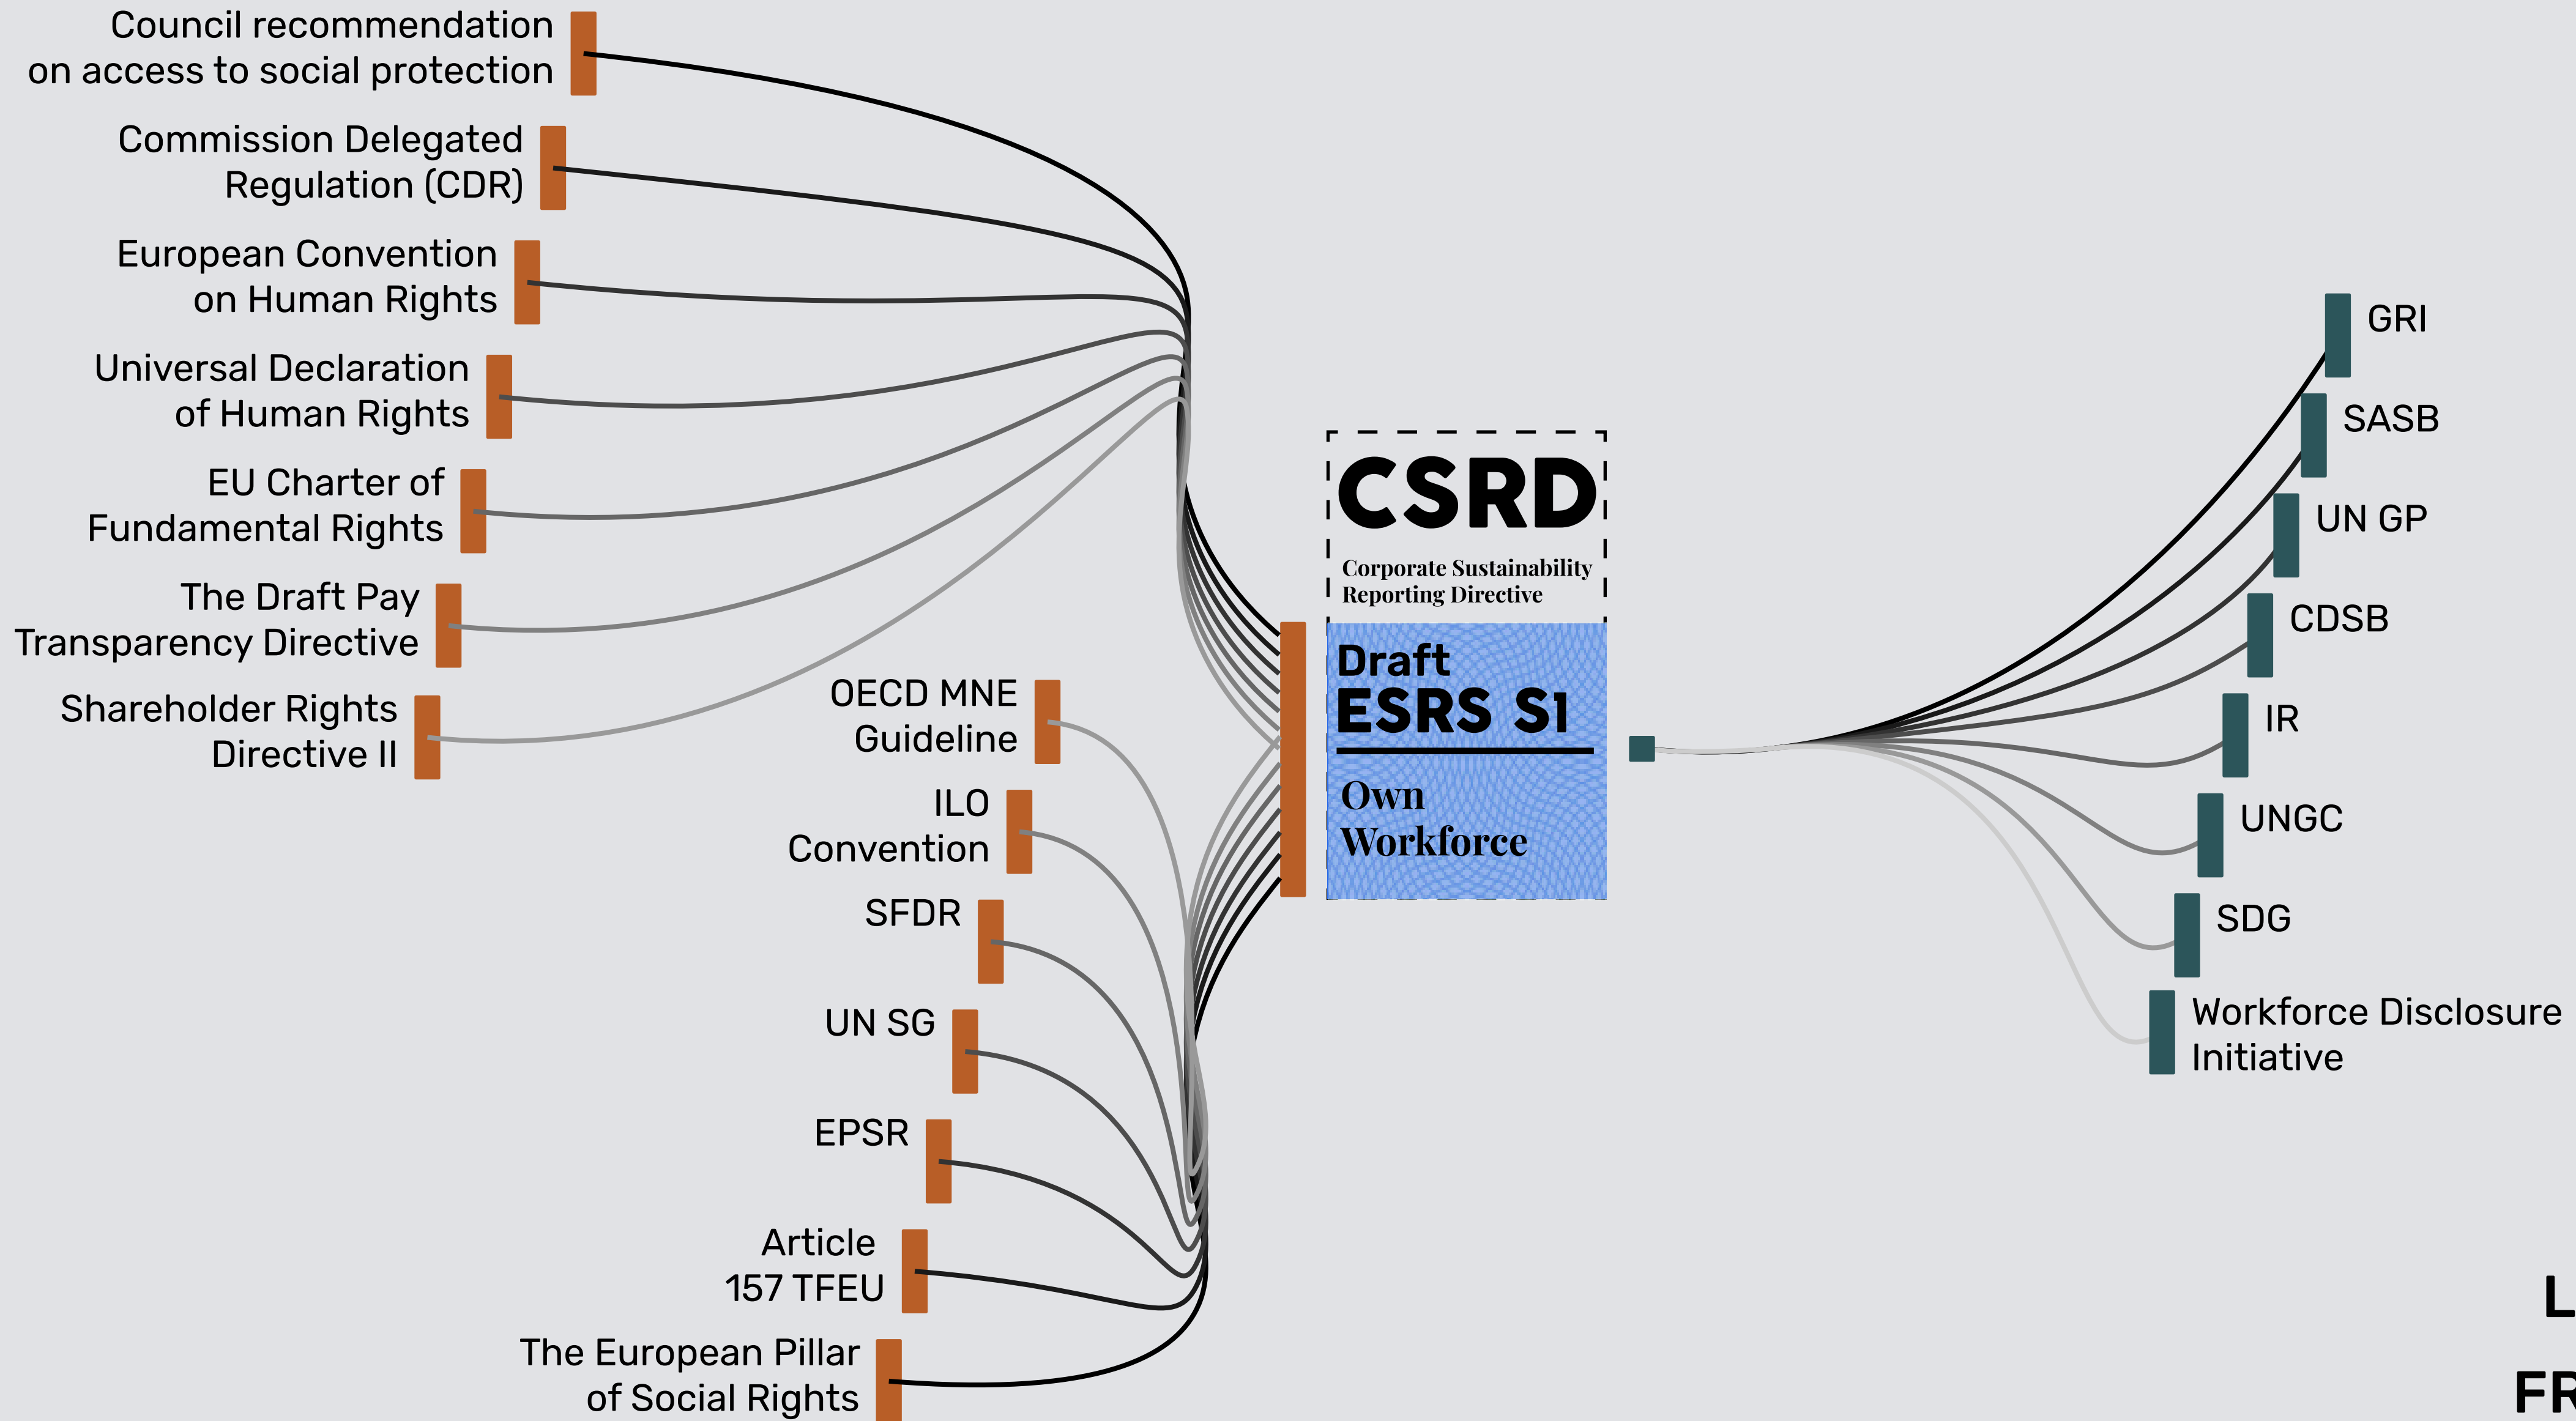 Council recommendation
on access to social protection
Commission Delegated
Regulation (CDR)
European Convention
on Human Rights
Universal Declaration
of Human Rights
EU Charter of
Fundamental Rights
The Draft Pay
Transparency Directive
Shareholder Rights
Directive II
OECD MNE
Guideline
ILO
Convention
SFDR
UN SG
EPSR
Article
157 TFEU
The European Pillar
of Social Rights
CSRD
Corporate Sustainability
Reporting Directive
Draft
ESRS S1
Own
Workforce
GRI
SASB
UN GP
CDSB
IR
UNGC
SDG
Workforce Disclosure
Initiative